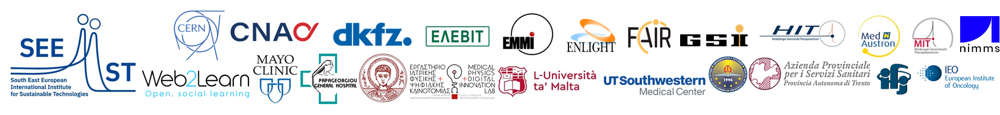 SEE
IIST
South East European
International Institute
for Sustainable Technologies
CERN
CNAO
dkfz.
ΕΛΕΒΙΤ
EMMi
ENLIGHT
FAIR
GSI
HIT
Heidelberger Ionenstrahl-Therapiezentrum
Med
Austron
MIT
Marburger Ionenstrahl-
Therapiezentrum
nimms
Web2Learn
Open, social learning
MAYO
CLINIC
PAPAGEORGIOU
GENERAL HOSPITAL
ΕΡΓΑΣΤΗΡΙΟ
ΙΑΤΡΙΚΗΣ
ΦΥΣΙΚΗΣ +
ΨΗΦΙΑΚΗΣ
ΚΑΙΝΟΤΟΜΙΑΣ
MEDICAL
PHYSICS
+DIGITAL
INNOVATION
LAB
L-Università
ta' Malta
UTSouthwestern
Medical Center
1994
Azienda Provinciale
per i Servizi Sanitari
Provincia Autonoma di Trento
ifj
IEO
European Institute
of Oncology